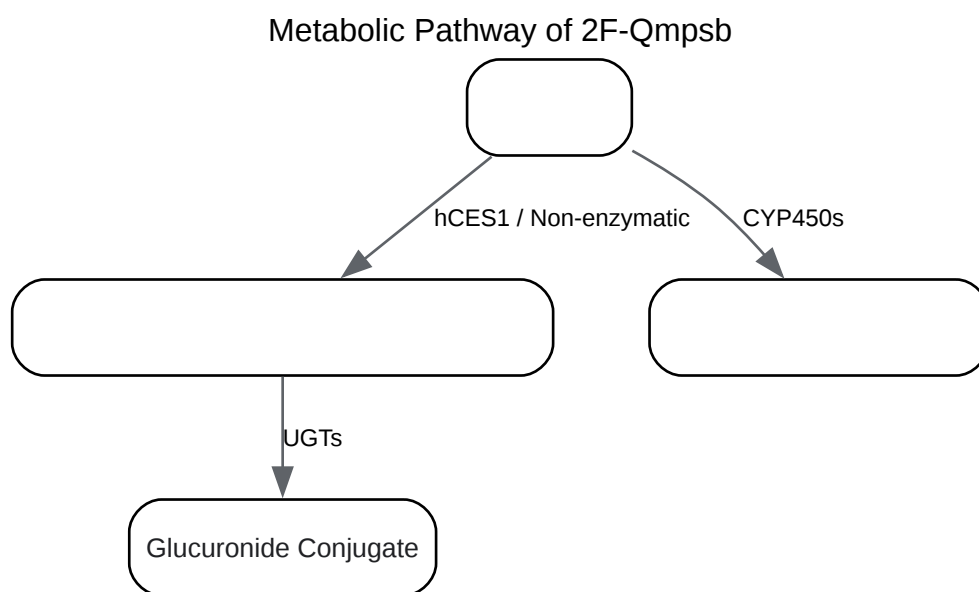 Metabolic Pathway of 2F-Qmpsb
hCES1 / Non-enzymatic
CYP450s
UGTs
Glucuronide Conjugate